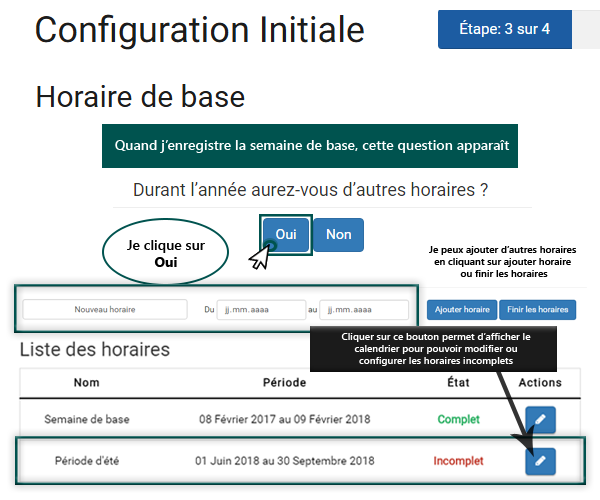 Configuration Initiale
Étape: 3 sur 4
Horaire de base
Quand j'enregistre la semaine de base, cette question apparaît
Durant l'année aurez-vous d'autres horaires ?
Je clique sur
Oui
Oui
Non
Je peux ajouter d'autres horaires
en cliquant sur ajouter horaire
ou finir les horaires
Nouveau horaire
Du
jj.mm.aaaa
au
jj.mm.aaaa
Ajouter horaire
Finir les horaires
Cliquer sur ce bouton permet d'afficher le
calendrier pour pouvoir modifier ou
configurer les horaires incomplets
Liste des horaires
Nom
Période
État
Actions
Semaine de base
08 Février 2017 au 09 Février 2018
Complet
Période d'été
01 Juin 2018 au 30 Septembre 2018
Incomplet